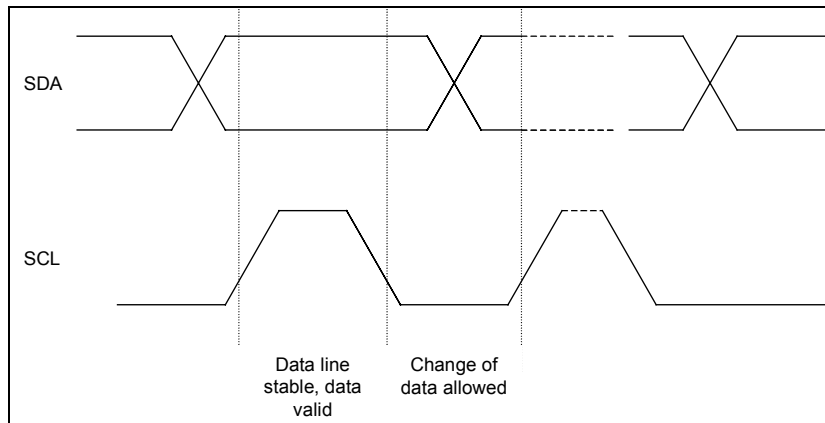 SDA
SCL
Data line
stable, data
valid
Change of
data allowed